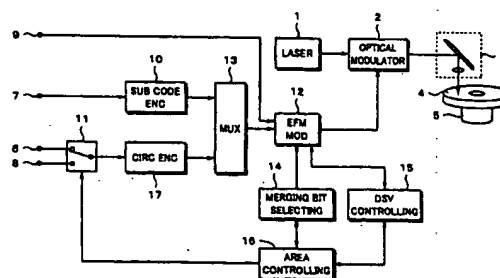 1
2
9
LASER
OPTICAL
MODULATOR
10
13
7
SUB CODE
ENC
12
4
5
11
MUX
EFM
MOD
6
8
CIRC ENC
17
14
15
MERGING BIT
SELECTING
DSV
CONTROLLING
16
AREA
CONTROLLING